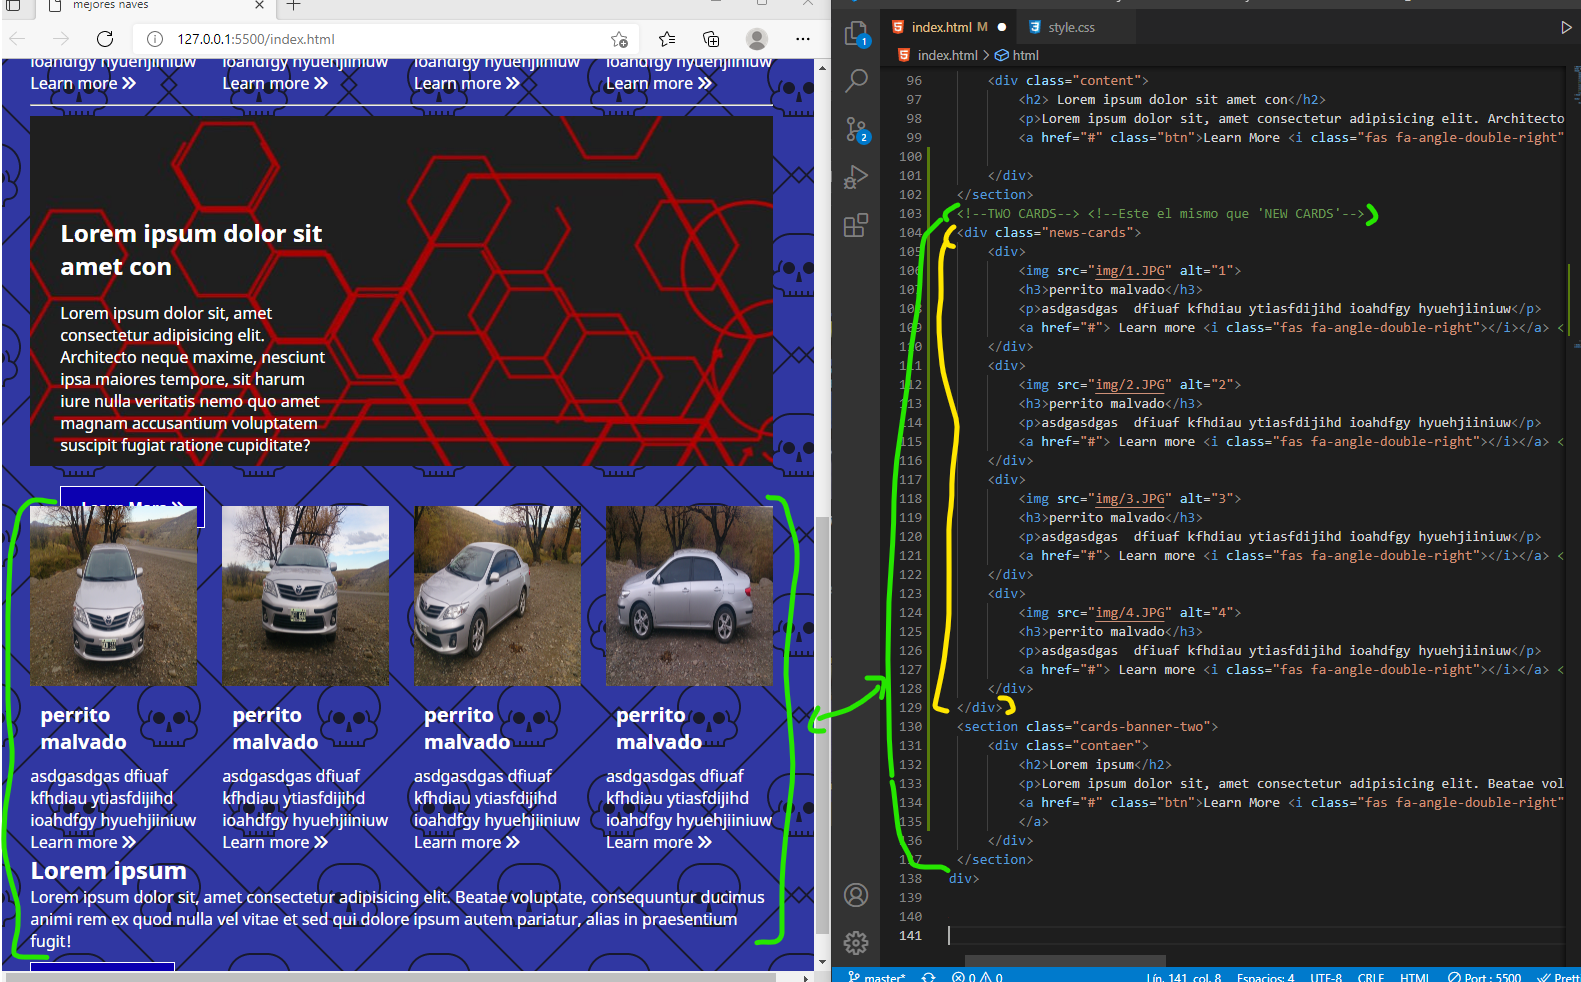 mejores naves
127.0.0.1:5500/index.html
ioahdfgy hyuehjiiniuw ioahdfgy hyuehjiiniuw ioahdfgy hyuehjiiniuw ioahdfgy hyuehjiiniuw
Learn more Learn more Learn more Learn more
Lorem ipsum dolor sit
amet con
Lorem ipsum dolor sit, amet
consectetur adipisicing elit.
Architecto neque maxime, nesciunt
ipsa maiores tempore, sit harum
iure nulla veritatis nemo quo amet
magnam accusantium voluptatem
suscipit fugiat ratione cupiditate?
Learn More
perrito perrito perrito perrito
malvado malvado malvado malvado
asdgasdgas dfiuaf asdgasdgas dfiuaf asdgasdgas dfiuaf asdgasdgas dfiuaf
kfhdiau ytiasfdijihd kfhdiau ytiasfdijihd kfhdiau ytiasfdijihd kfhdiau ytiasfdijihd
ioahdfgy hyuehjiiniuw ioahdfgy hyuehjiiniuw ioahdfgy hyuehjiiniuw ioahdfgy hyuehjiiniuw
Learn more Learn more Learn more Learn more
Lorem ipsum
Lorem ipsum dolor sit, amet consectetur adipisicing elit. Beatae voluptate, consequuntur ducimus
animi rem ex quod nulla vel vitae et sed qui dolore ipsum autem pariatur, alias in praesentium
fugit!
1
2
index.html M style.css
index.html > html
96 <div class="content">
97 <h2> Lorem ipsum dolor sit amet con</h2>
98 <p>Lorem ipsum dolor sit, amet consectetur adipisicing elit. Architecto
99 <a href="#" class="btn">Learn More <i class="fas fa-angle-double-right"
100
101 </div>
102 </section>
103 <!--TWO CARDS--> <!--Este el mismo que 'NEW CARDS'-->
104 <div class="news-cards">
105 <div>
106 <img src="img/1.JPG" alt="1">
107 <h3>perrito malvado</h3>
108 <p>asdgasdgas  dfiuaf kfhdiau ytiasfdijihd ioahdfgy hyuehjiiniuw</p>
109 <a href="#"> Learn more <i class="fas fa-angle-double-right"></i></a> <
110 </div>
111 <div>
112 <img src="img/2.JPG" alt="2">
113 <h3>perrito malvado</h3>
114 <p>asdgasdgas  dfiuaf kfhdiau ytiasfdijihd ioahdfgy hyuehjiiniuw</p>
115 <a href="#"> Learn more <i class="fas fa-angle-double-right"></i></a> <
116 </div>
117 <div>
118 <img src="img/3.JPG" alt="3">
119 <h3>perrito malvado</h3>
120 <p>asdgasdgas  dfiuaf kfhdiau ytiasfdijihd ioahdfgy hyuehjiiniuw</p>
121 <a href="#"> Learn more <i class="fas fa-angle-double-right"></i></a> <
122 </div>
123 <div>
124 <img src="img/4.JPG" alt="4">
125 <h3>perrito malvado</h3>
126 <p>asdgasdgas  dfiuaf kfhdiau ytiasfdijihd ioahdfgy hyuehjiiniuw</p>
127 <a href="#"> Learn more <i class="fas fa-angle-double-right"></i></a> <
128 </div>
129 </div>
130 <section class="cards-banner-two">
131 <div class="contaer">
132 <h2>Lorem ipsum</h2>
133 <p>Lorem ipsum dolor sit, amet consectetur adipisicing elit. Beatae vol
134 <a href="#" class="btn">Learn More <i class="fas fa-angle-double-right"
135 </a>
136 </div>
137 </section>
138 div>
139
140
141
master* 0 0 Lín. 141, col. 8 Espacios: 4 UTF-8 CRLF HTML Port : 5500 Prett